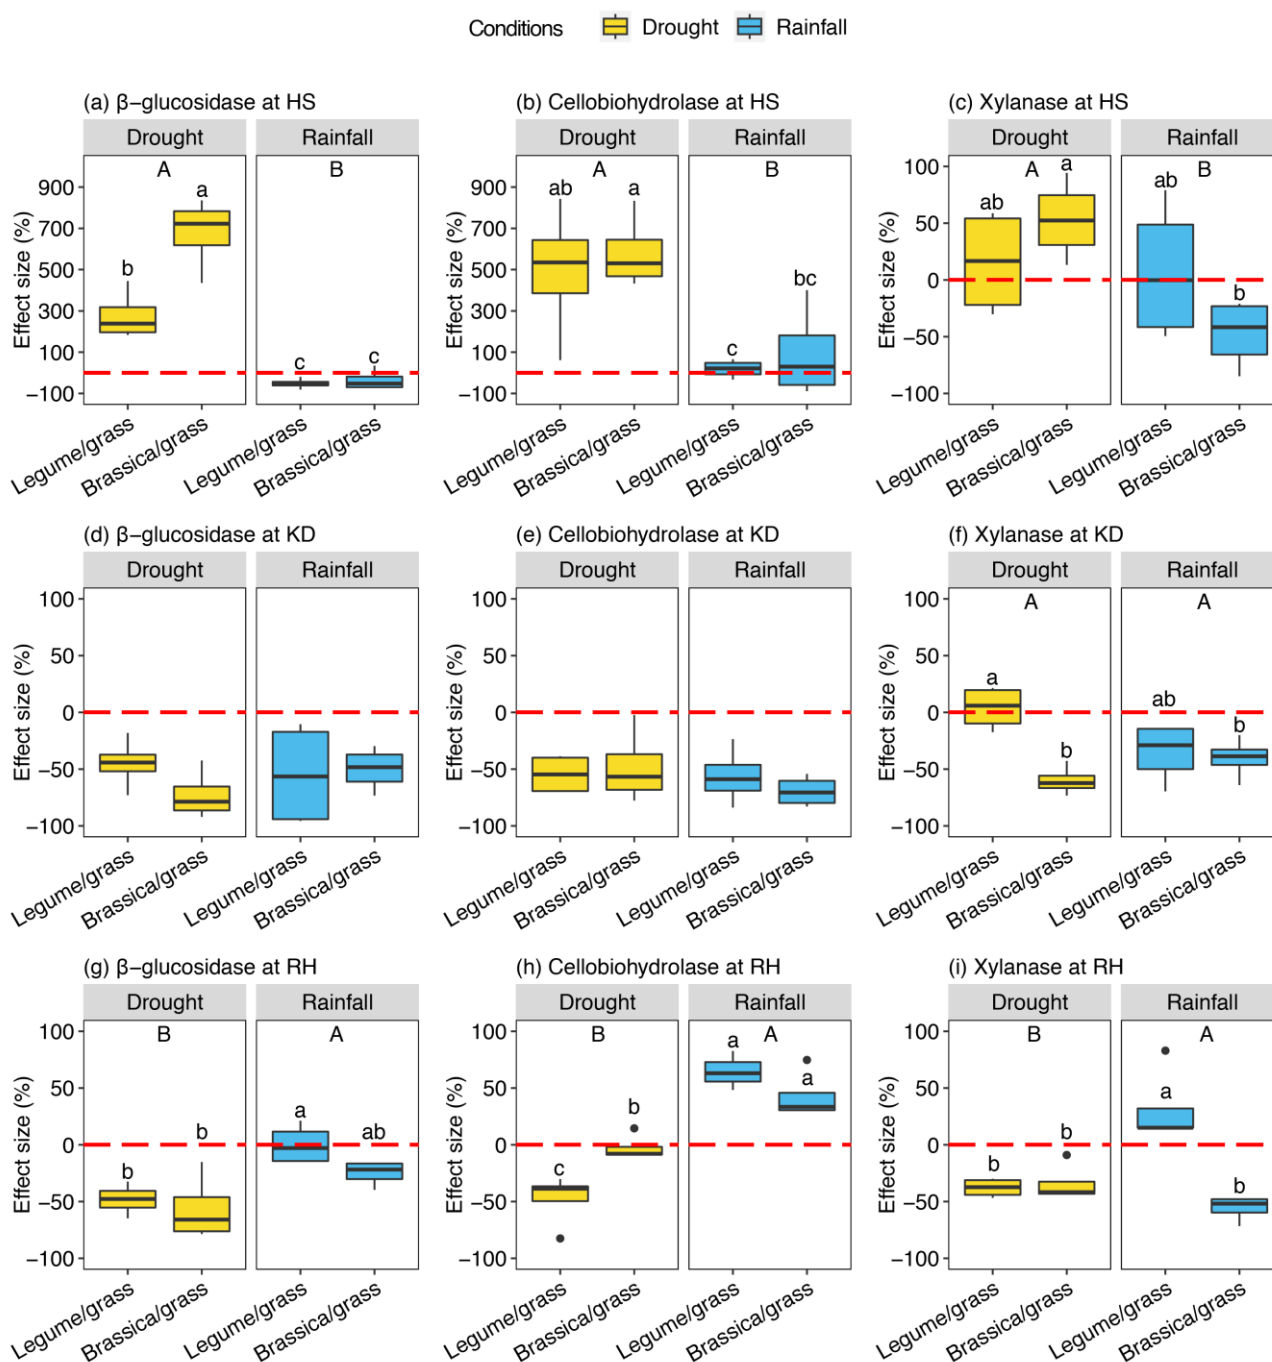 Conditions Drought Rainfall
(a) β−glucosidase at HS
Drought Rainfall
A B
a
b
c c
Effect size (%)
900
700
500
300
100
−100
Legume/grass
Brassica/grass
Legume/grass
Brassica/grass
(b) Cellobiohydrolase at HS
Drought Rainfall
A B
ab a
c bc
Effect size (%)
900
700
500
300
100
−100
Legume/grass
Brassica/grass
Legume/grass
Brassica/grass
(c) Xylanase at HS
Drought Rainfall
A B
ab a
ab b
Effect size (%)
100
50
0
−50
−100
Legume/grass
Brassica/grass
Legume/grass
Brassica/grass
(d) β−glucosidase at KD
Drought Rainfall
Effect size (%)
100
50
0
−50
−100
Legume/grass
Brassica/grass
Legume/grass
Brassica/grass
(e) Cellobiohydrolase at KD
Drought Rainfall
Effect size (%)
100
50
0
−50
−100
Legume/grass
Brassica/grass
Legume/grass
Brassica/grass
(f) Xylanase at KD
Drought Rainfall
A A
a b
ab b
Effect size (%)
100
50
0
−50
−100
Legume/grass
Brassica/grass
Legume/grass
Brassica/grass
(g) β−glucosidase at RH
Drought Rainfall
B A
b b
a ab
Effect size (%)
100
50
0
−50
−100
Legume/grass
Brassica/grass
Legume/grass
Brassica/grass
(h) Cellobiohydrolase at RH
Drought Rainfall
B A
c b
a a
Effect size (%)
100
50
0
−50
−100
Legume/grass
Brassica/grass
Legume/grass
Brassica/grass
(i) Xylanase at RH
Drought Rainfall
B A
b b
a b
Effect size (%)
100
50
0
−50
−100
Legume/grass
Brassica/grass
Legume/grass
Brassica/grass